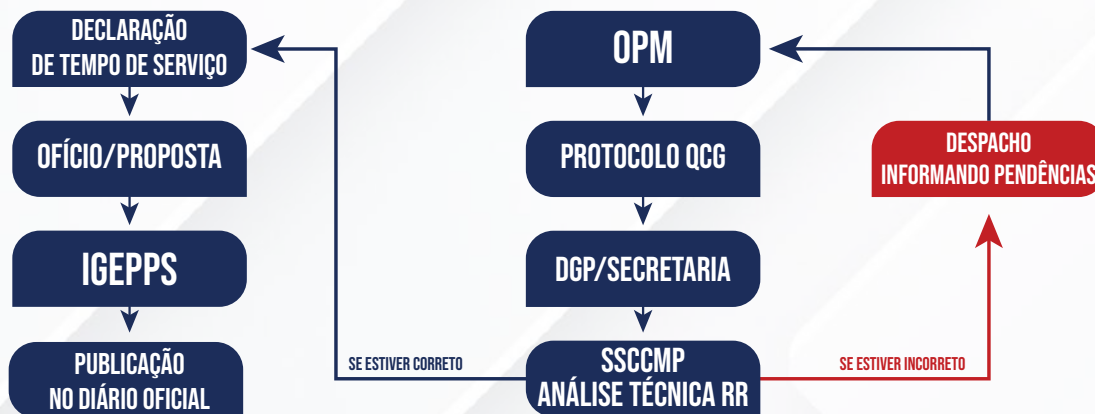 DECLARAÇÃO
DE TEMPO DE SERVIÇO
OFÍCIO/PROPOSTA
IGEPPS
PUBLICAÇÃO
NO DIÁRIO OFICIAL
SE ESTIVER CORRETO
OPM
PROTOCOLO QCG
DGP/SECRETARIA
SSCCMP
ANÁLISE TÉCNICA RR
SE ESTIVER INCORRETO
DESPACHO
INFORMANDO PENDÊNCIAS